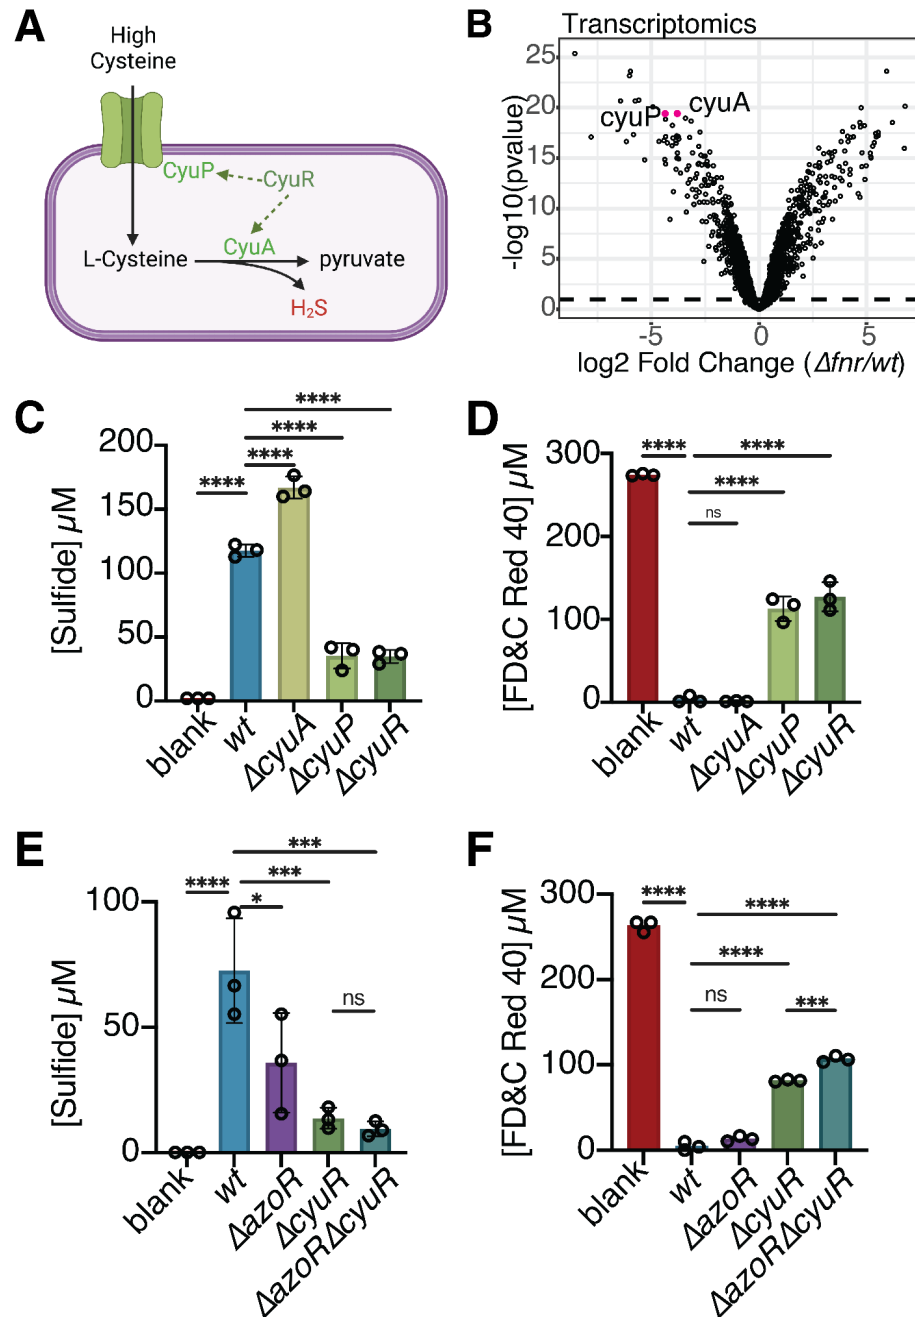 A
High
Cysteine
CyuP
CyuR
CyuA
L-Cysteine
pyruvate
H₂S
B
Transcriptomics
-log10(pvalue)
25
20
15
10
5
0
cyuP
cyuA
-5
0
5
log2 Fold Change (Δfnr/wt)
C
[Sulfide] µM
200
150
100
50
0
****
****
****
****
blank
wt
ΔcyuA
ΔcyuP
ΔcyuR
D
[FD&C Red 40] µM
300
200
100
0
****
****
****
ns
blank
wt
ΔcyuA
ΔcyuP
ΔcyuR
E
[Sulfide] µM
100
50
0
***
***
****
*
ns
blank
wt
ΔazoR
ΔcyuR
ΔazoRΔcyuR
F
[FD&C Red 40] µM
300
200
100
0
****
****
****
ns
***
blank
wt
ΔazoR
ΔcyuR
ΔazoRΔcyuR